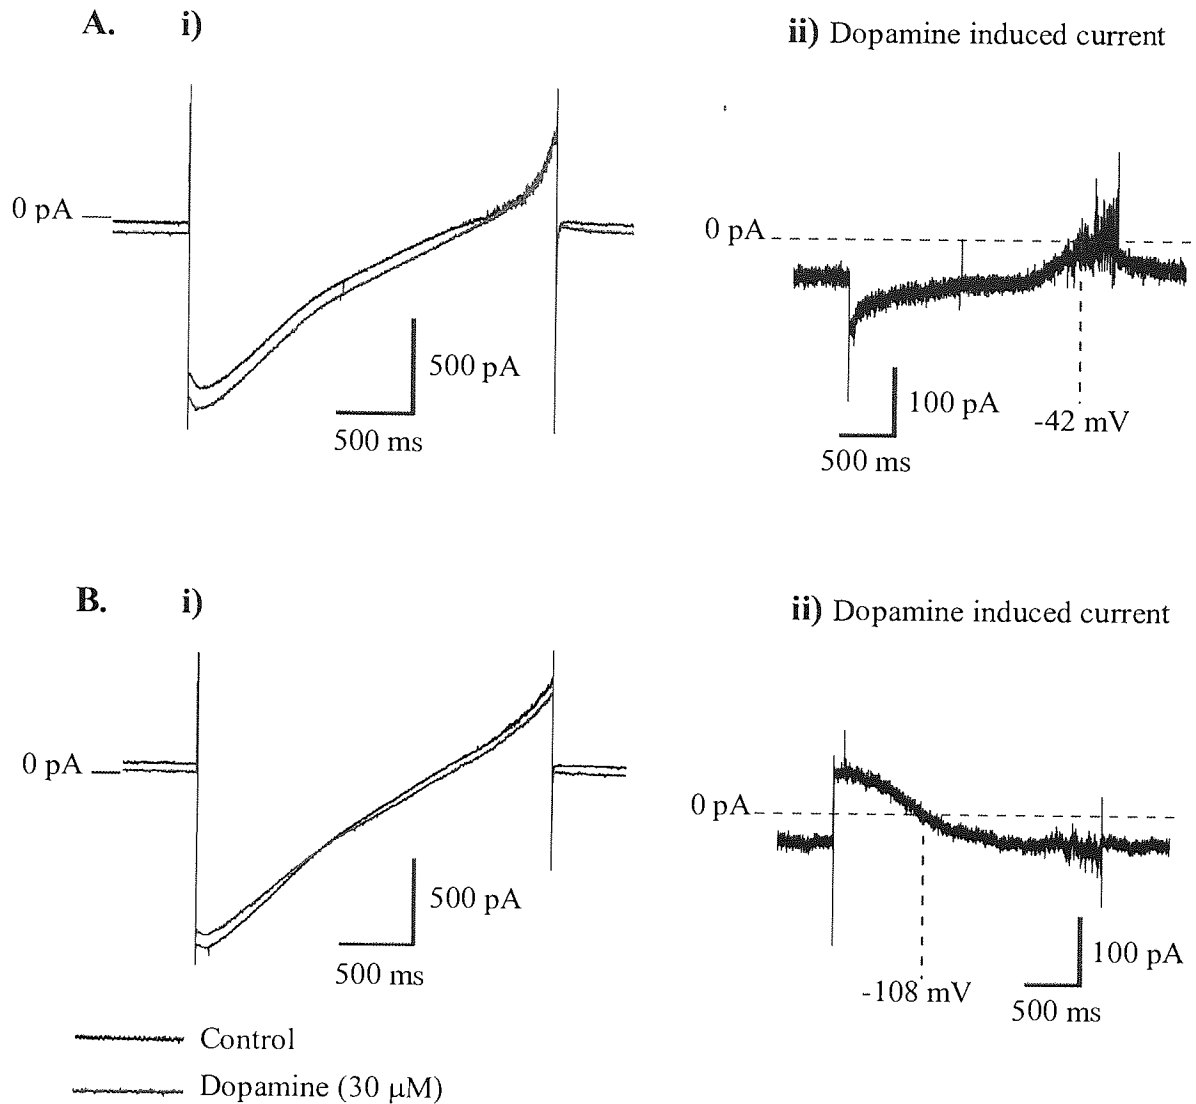 A. i)
ii) Dopamine induced current
0 pA
500 pA
500 ms
0 pA
100 pA
-42 mV
500 ms
B. i)
ii) Dopamine induced current
0 pA
500 pA
500 ms
0 pA
100 pA
-108 mV
500 ms
Control
Dopamine (30 µM)